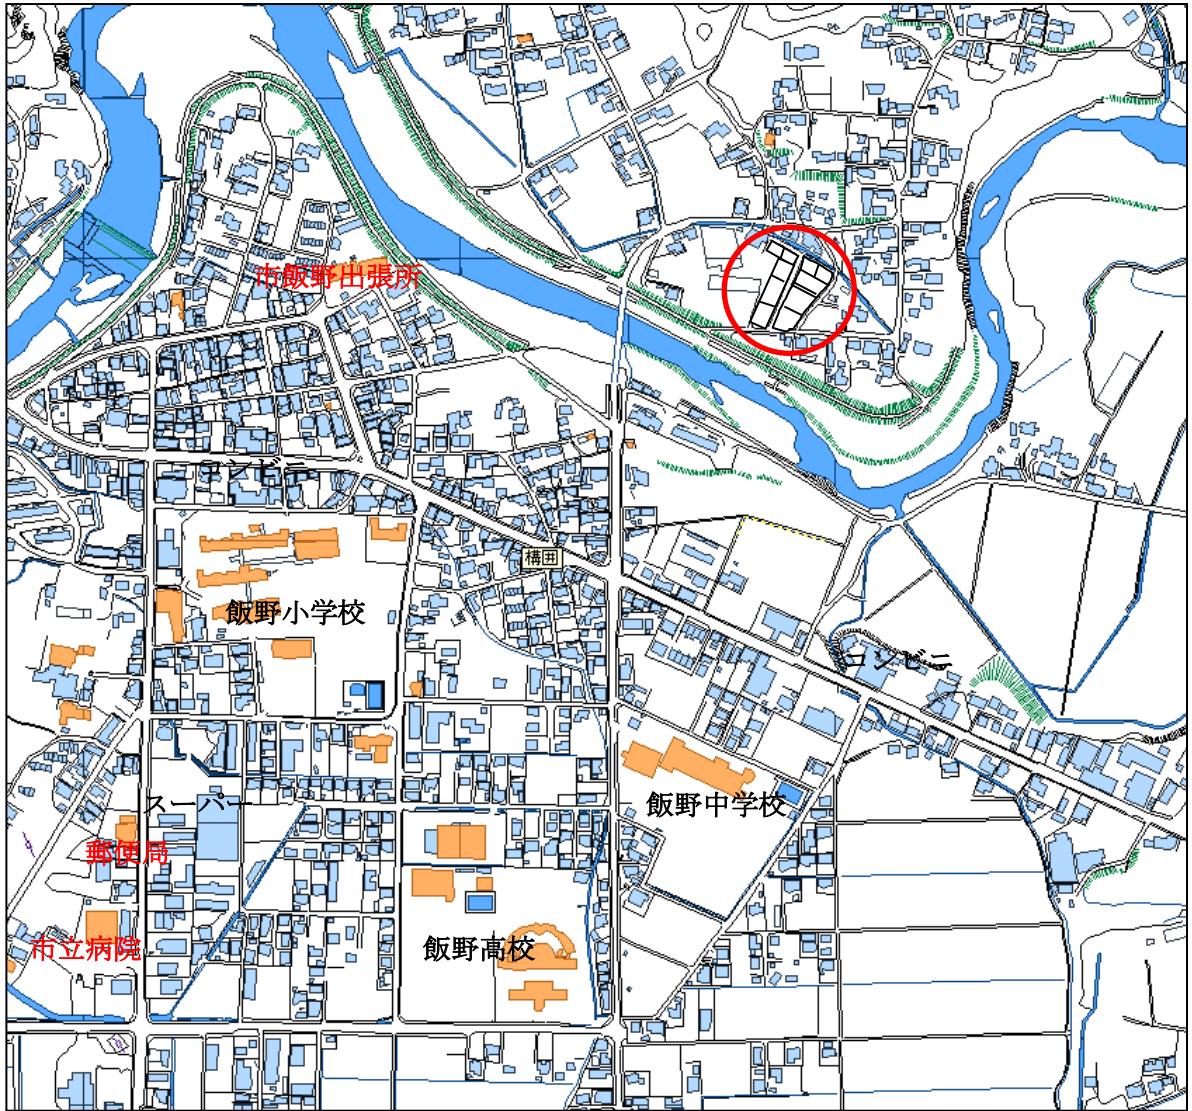 市飯野出張所
コンビニ
構囲
飯野小学校
コンビニ
スーパー
飯野中学校
郵便局
市立病院
飯野高校